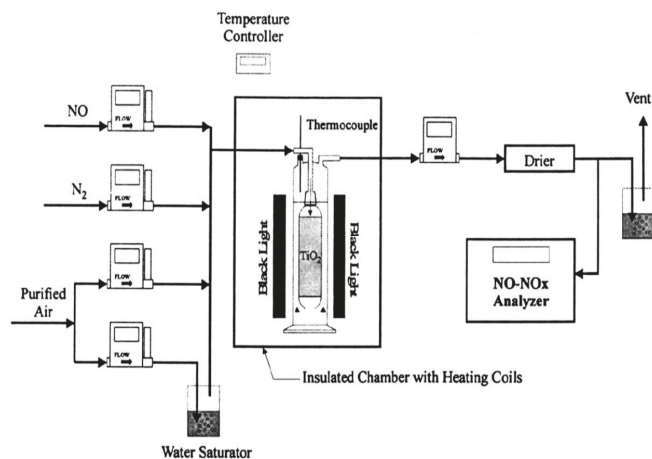 Temperature
Controller
NO
FLOW
Thermocouple
Vent
FLOW
Drier
N2
FLOW
Black Light
TiO2
Black Light
FLOW
NO-NOx
Analyzer
Purified
Air
FLOW
Insulated Chamber with Heating Coils
Water Saturator